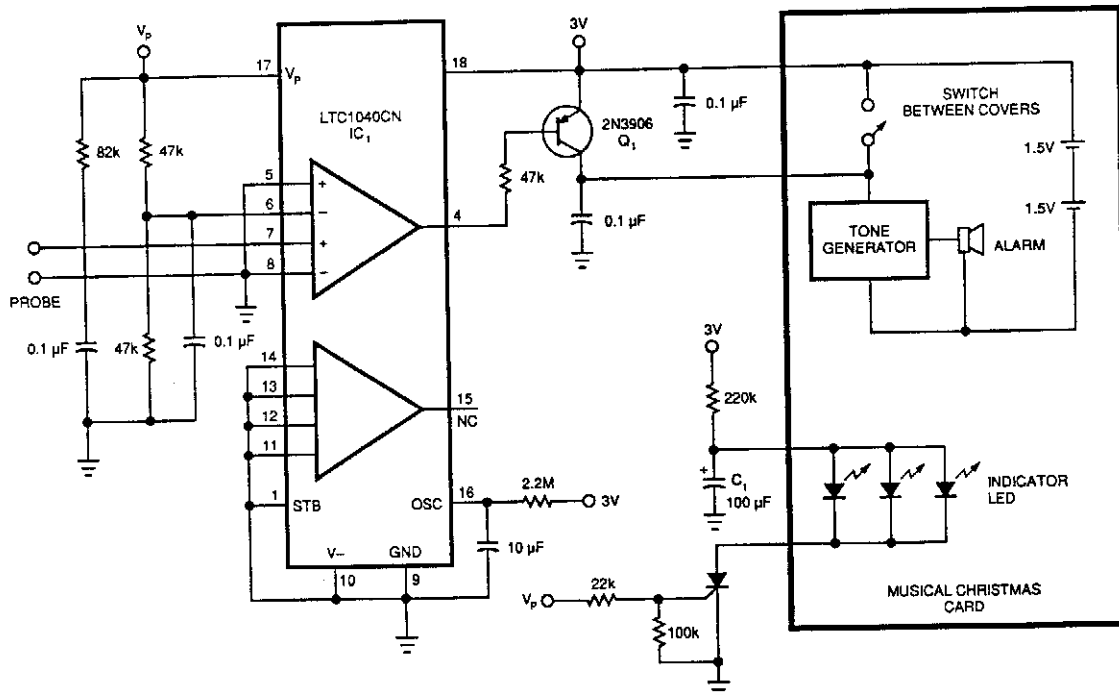 Vp
3V
17
Vp
18
LTC1040CN
IC1
82k
47k
0.1 µF
2N3906
Q1
SWITCH
BETWEEN COVERS
1.5V
47k
5
+
6
−
7
+
8
−
4
0.1 µF
1.5V
TONE
GENERATOR
ALARM
PROBE
0.1 µF
47k
0.1 µF
14
13
12
11
15
NC
3V
220k
+
C1
100 µF
INDICATOR
LED
1
STB
OSC
16
2.2M
3V
10 µF
V−
GND
10
9
Vp
22k
100k
MUSICAL CHRISTMAS
CARD